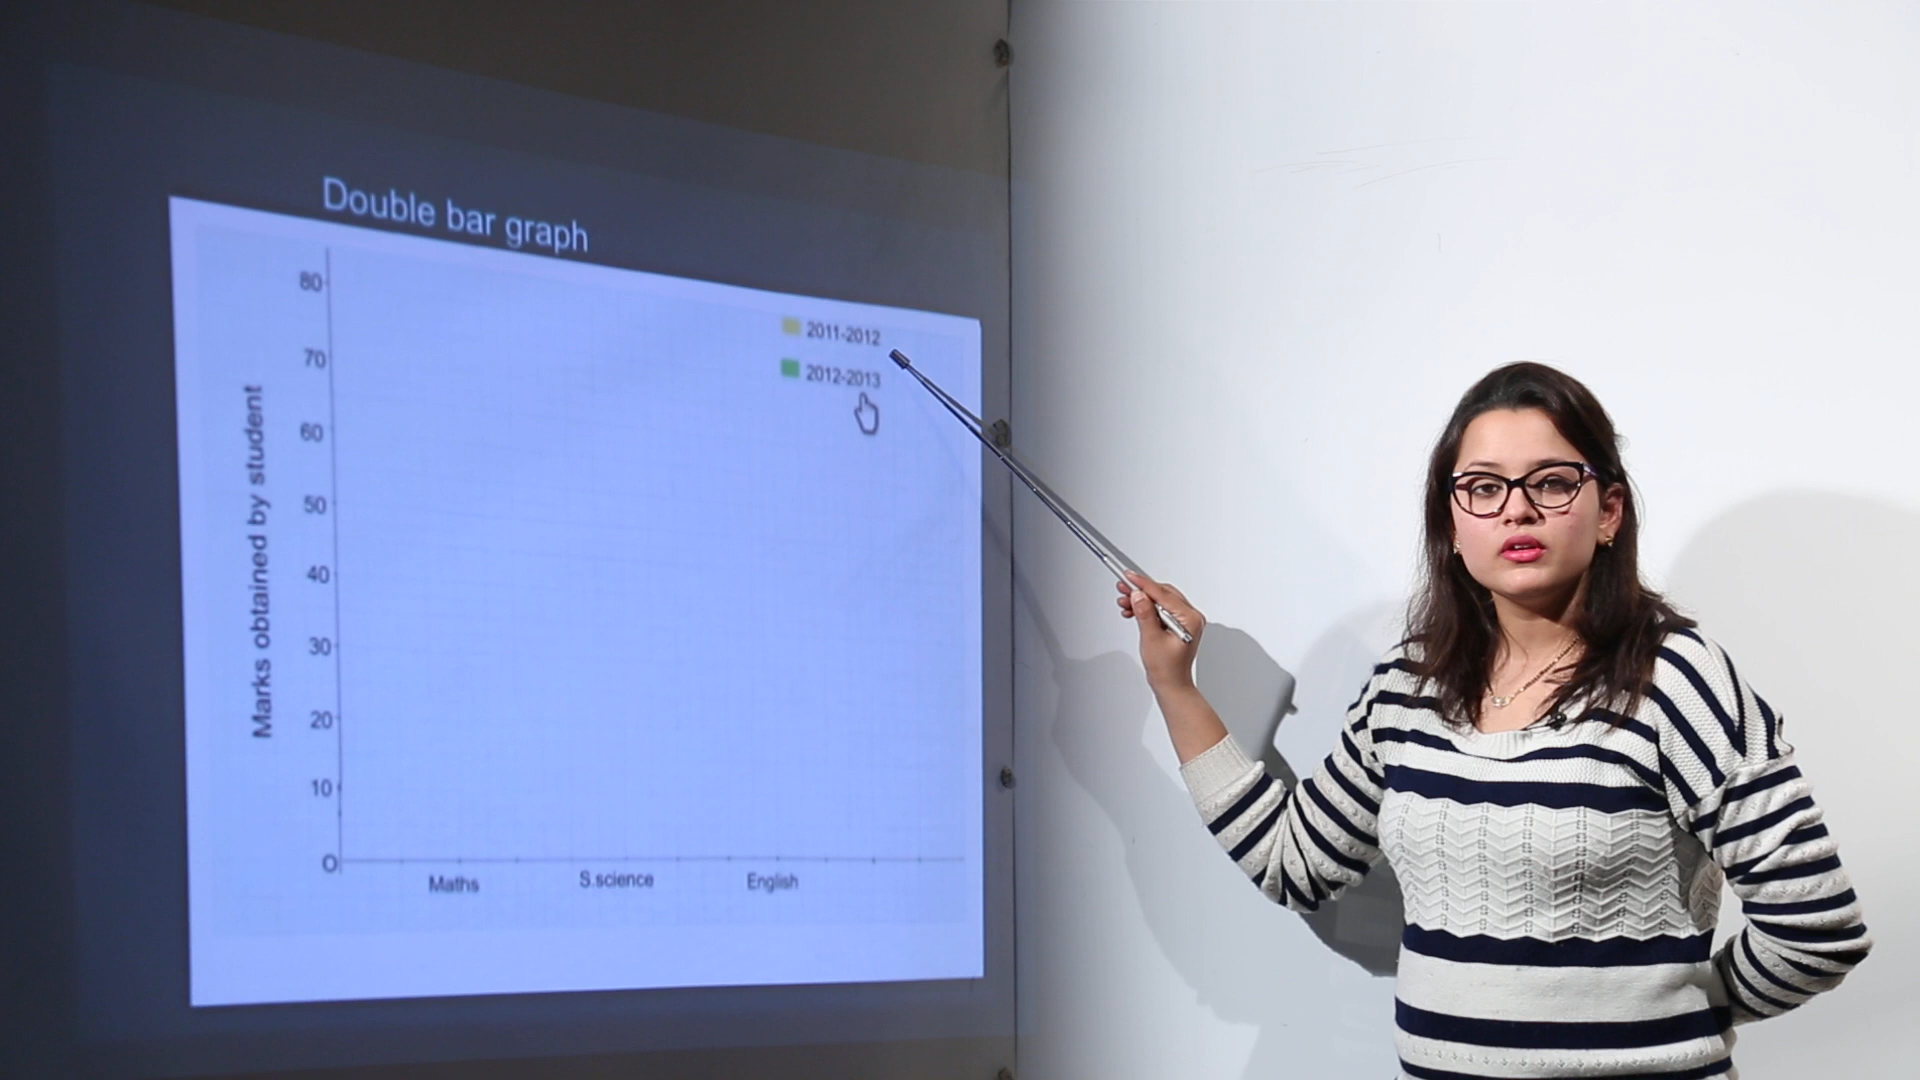 Double bar graph
2011-2012
2012-2013
Marks obtained by student
80
70
60
50
40
30
20
10
O
Maths S.science English